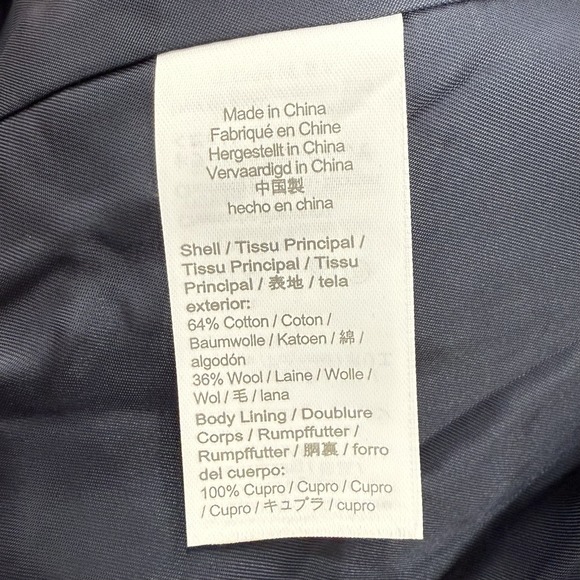 Made in China
Fabriqué en Chine
Hergestellt in China
Vervaardigd in China
中国製
hecho en china
Shell / Tissu Principal /
Tissu Principal / Tissu
Principal / 表地 / tela
exterior:
64% Cotton / Coton /
Baumwolle / Katoen / 綿 /
algodón
36% Wool / Laine / Wolle /
Wol / 毛 / lana
Body Lining / Doublure
Corps / Rumpffutter /
Rumpffutter / 胴裏 / forro
del cuerpo:
100% Cupro / Cupro / Cupro
/ Cupro / キュプラ / cupro